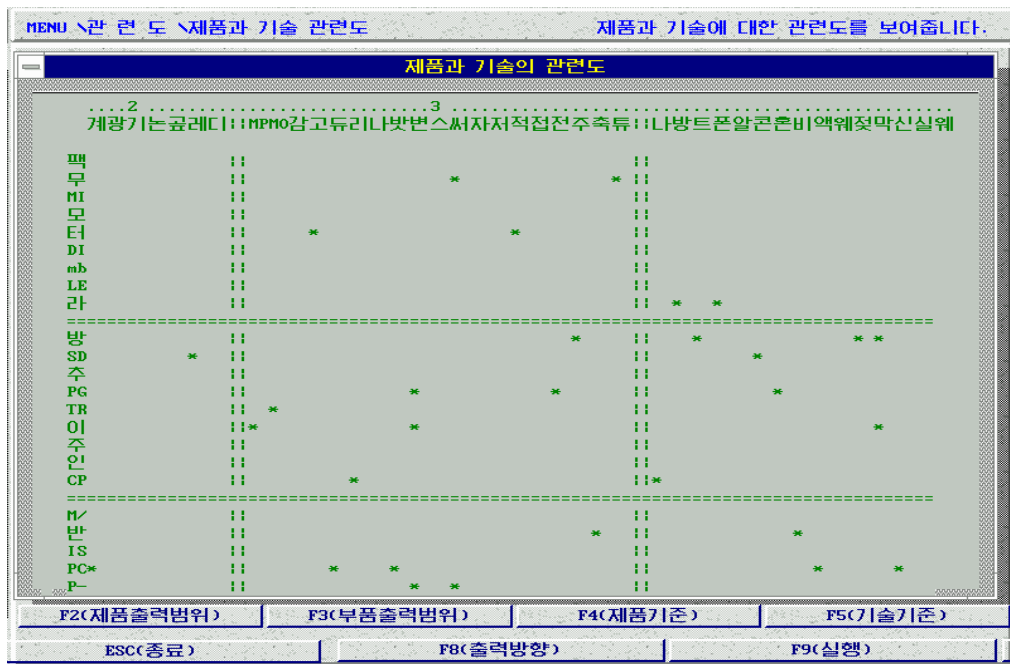 MENU \관 련 도 \제품과 기술 관련도 제품과 기술에 대한 관련도를 보여줍니다.
제품과 기술의 관련도
....2 .............................3 ..................................................
계광기논곺레디¦¦MPMO감고듀리나밧변스써자저적접전주축튜¦¦나방트폰알콘혼비액웨젖막신실웨
팩 ¦¦ ¦¦
무 ¦¦ * * ¦¦
MI ¦¦ ¦¦
모 ¦¦ ¦¦
터 ¦¦ * * ¦¦
DI ¦¦ ¦¦
mb ¦¦ ¦¦
LE ¦¦ ¦¦
라 ¦¦ ¦¦ * *
======================================================================================
방 ¦¦ * ¦¦ * * *
SD * ¦¦ ¦¦ *
추 ¦¦ ¦¦
PG ¦¦ * * ¦¦ *
TR ¦¦ * ¦¦
이 ¦¦* * ¦¦ *
주 ¦¦ ¦¦
인 ¦¦ ¦¦
CP ¦¦ * ¦¦*
======================================================================================
M/ ¦¦ ¦¦
반 ¦¦ * ¦¦ *
IS ¦¦ ¦¦
PC* ¦¦ * * ¦¦ * *
P- ¦¦ * * ¦¦
F2(제품출력범위) F3(부품출력범위) F4(제품기준) F5(기술기준)
ESC(종료) F8(출력방향) F9(실행)